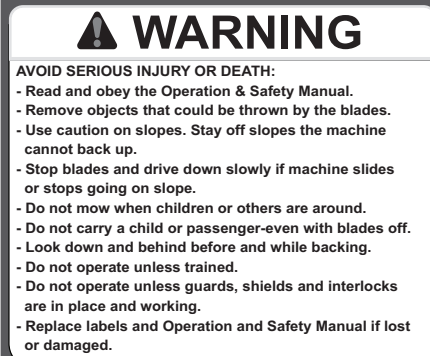 WARNING
AVOID SERIOUS INJURY OR DEATH:
- Read and obey the Operation & Safety Manual.
- Remove objects that could be thrown by the blades.
- Use caution on slopes. Stay off slopes the machine
cannot back up.
- Stop blades and drive down slowly if machine slides
or stops going on slope.
- Do not mow when children or others are around.
- Do not carry a child or passenger-even with blades off.
- Look down and behind before and while backing.
- Do not operate unless trained.
- Do not operate unless guards, shields and interlocks
are in place and working.
- Replace labels and Operation and Safety Manual if lost
or damaged.